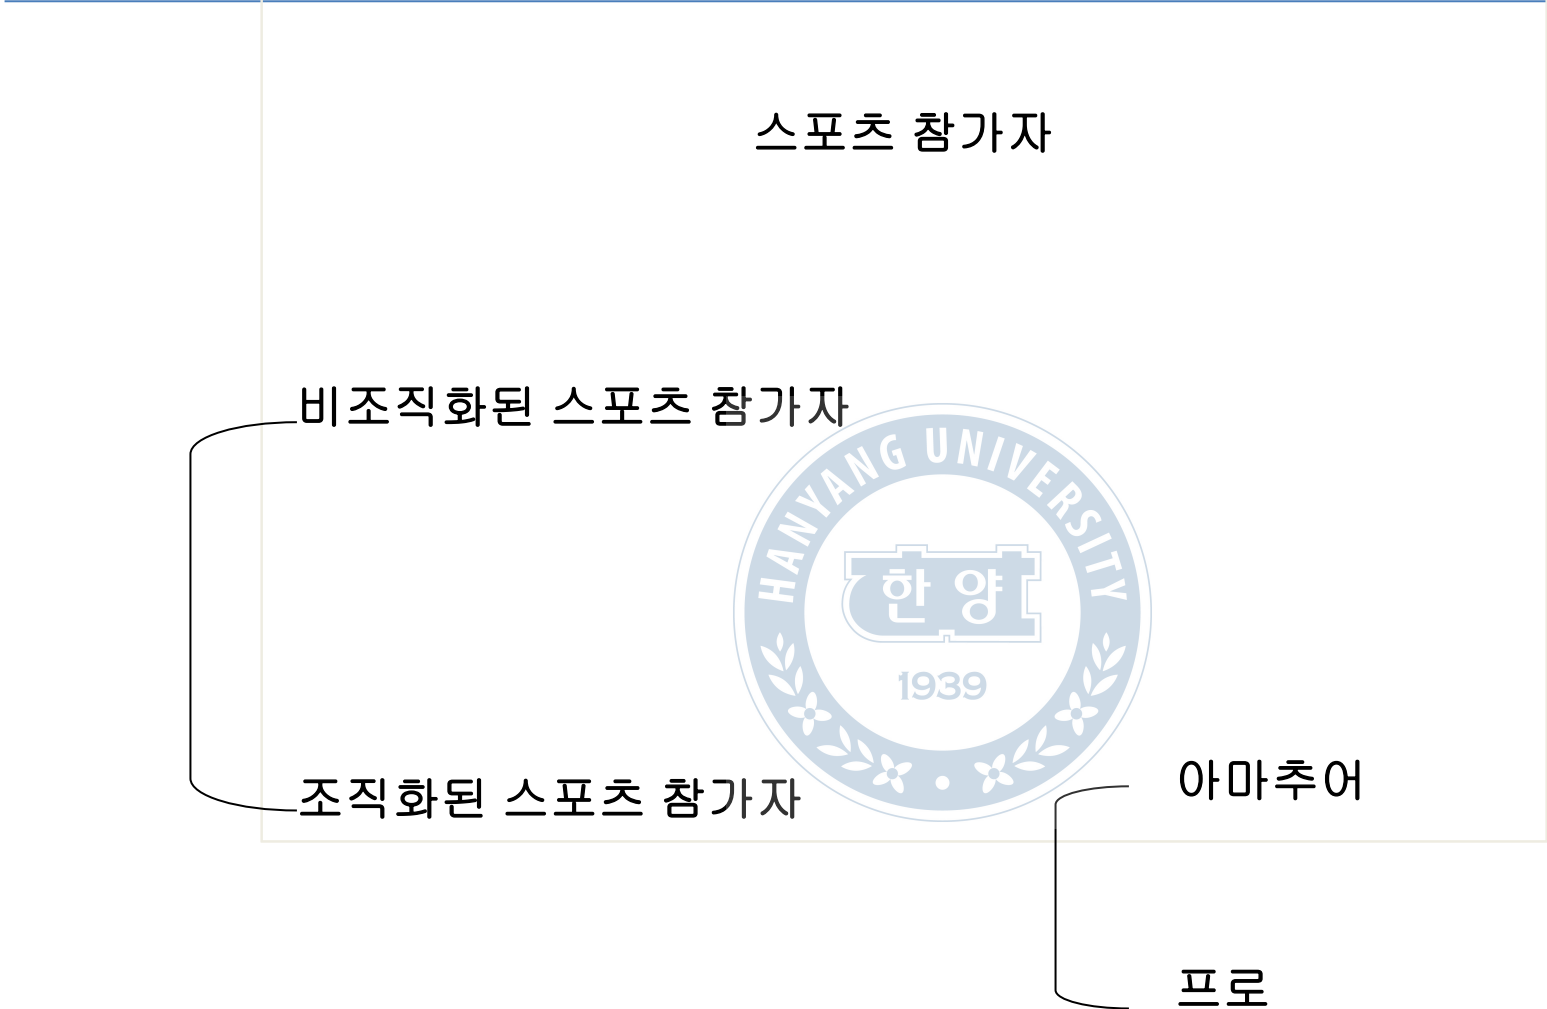 스포츠 참가자
비조직화된 스포츠 참가자
HANYANG UNIVERSITY
한양
1939
조직화된 스포츠 참가자
아마추어
프로